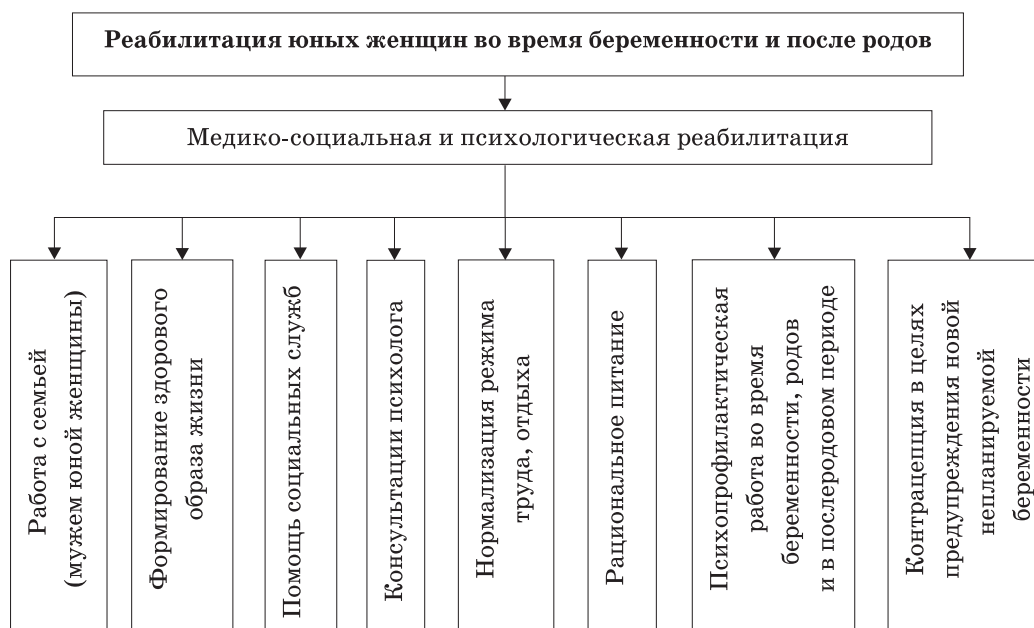 Реабилитация юных женщин во время беременности и после родов
Медико-социальная и психологическая реабилитация
Работа с семьей
(мужем юной женщины)
Формирование здорового
образа жизни
Помощь социальных служб
Консультации психолога
Нормализация режима
труда, отдыха
Рациональное питание
Психопрофилактическая
работа во время
беременности, родов
и в послеродовом периоде
Контрацепция в целях
предупреждения новой
непланируемой
беременности